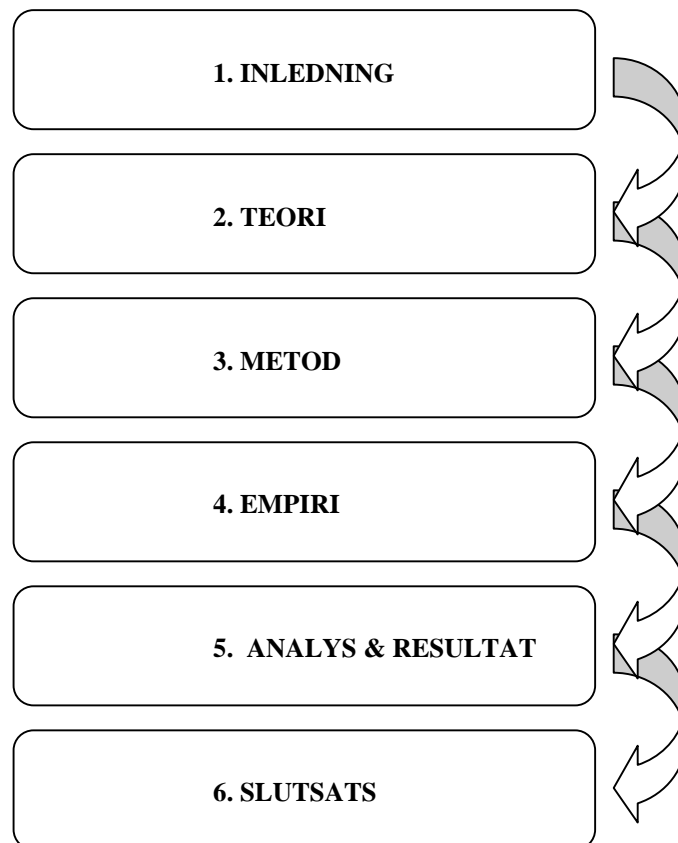 1. INLEDNING
2. TEORI
3. METOD
4. EMPIRI
5. ANALYS & RESULTAT
6. SLUTSATS